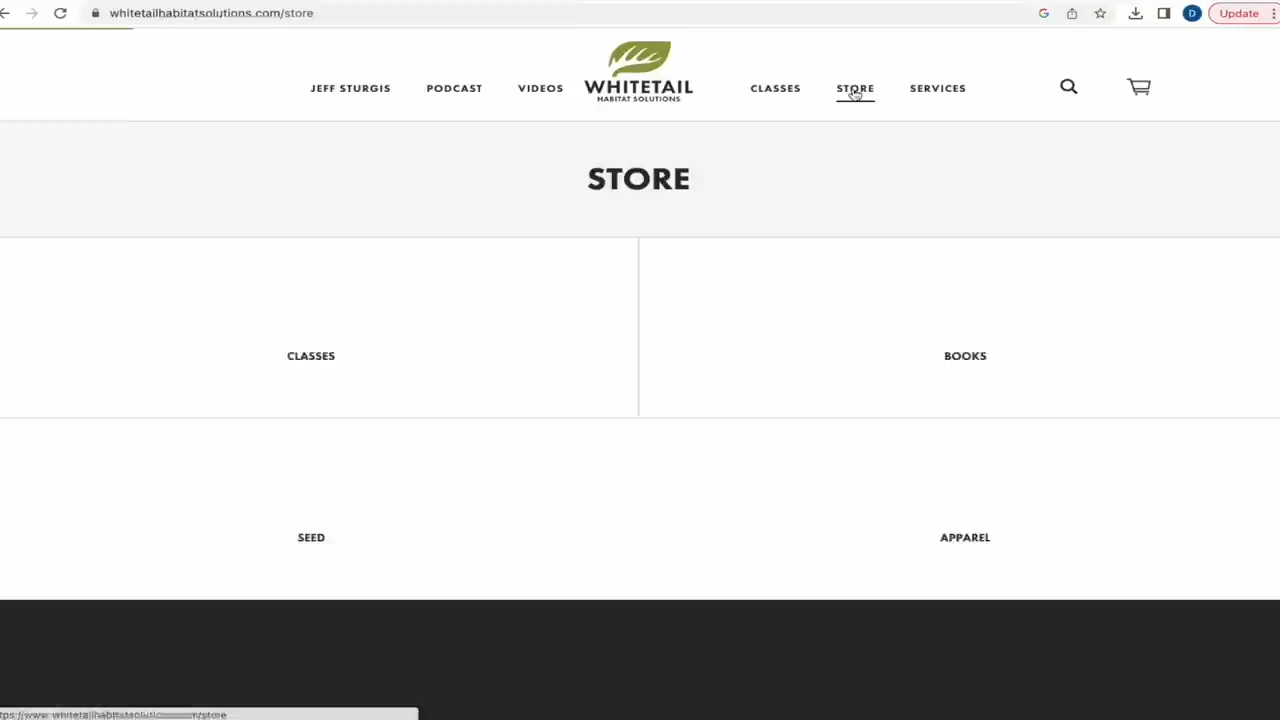 whitetailhabitatsolutions.com/store
D
Update
JEFF STURGIS
PODCAST
VIDEOS
WHITETAIL
HABITAT SOLUTIONS
CLASSES
STORE
SERVICES
STORE
CLASSES
BOOKS
SEED
APPAREL